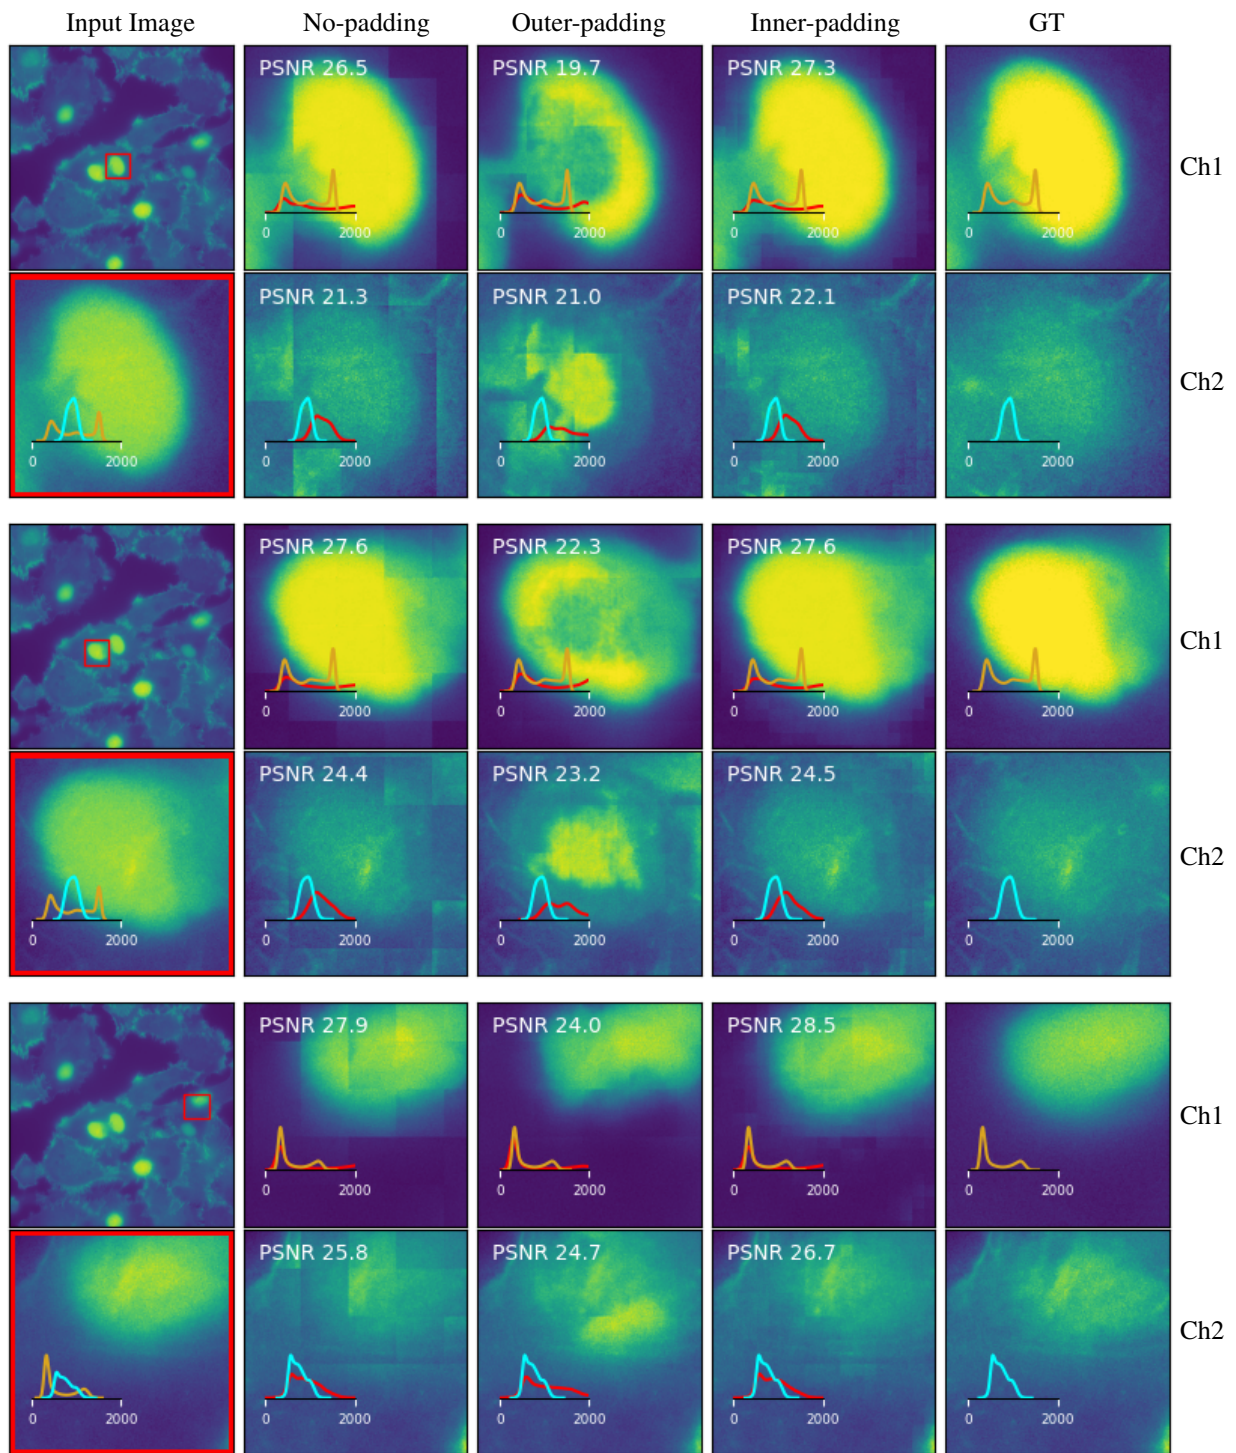 Input Image No-padding Outer-padding Inner-padding GT
PSNR 26.5 PSNR 19.7 PSNR 27.3
Ch1
0 2000 0 2000 0 2000 0 2000
PSNR 21.3 PSNR 21.0 PSNR 22.1
Ch2
0 2000 0 2000 0 2000 0 2000 0 2000
PSNR 27.6 PSNR 22.3 PSNR 27.6
Ch1
0 2000 0 2000 0 2000 0 2000
PSNR 24.4 PSNR 23.2 PSNR 24.5
Ch2
0 2000 0 2000 0 2000 0 2000 0 2000
PSNR 27.9 PSNR 24.0 PSNR 28.5
Ch1
0 2000 0 2000 0 2000 0 2000
PSNR 25.8 PSNR 24.7 PSNR 26.7
Ch2
0 2000 0 2000 0 2000 0 2000 0 2000